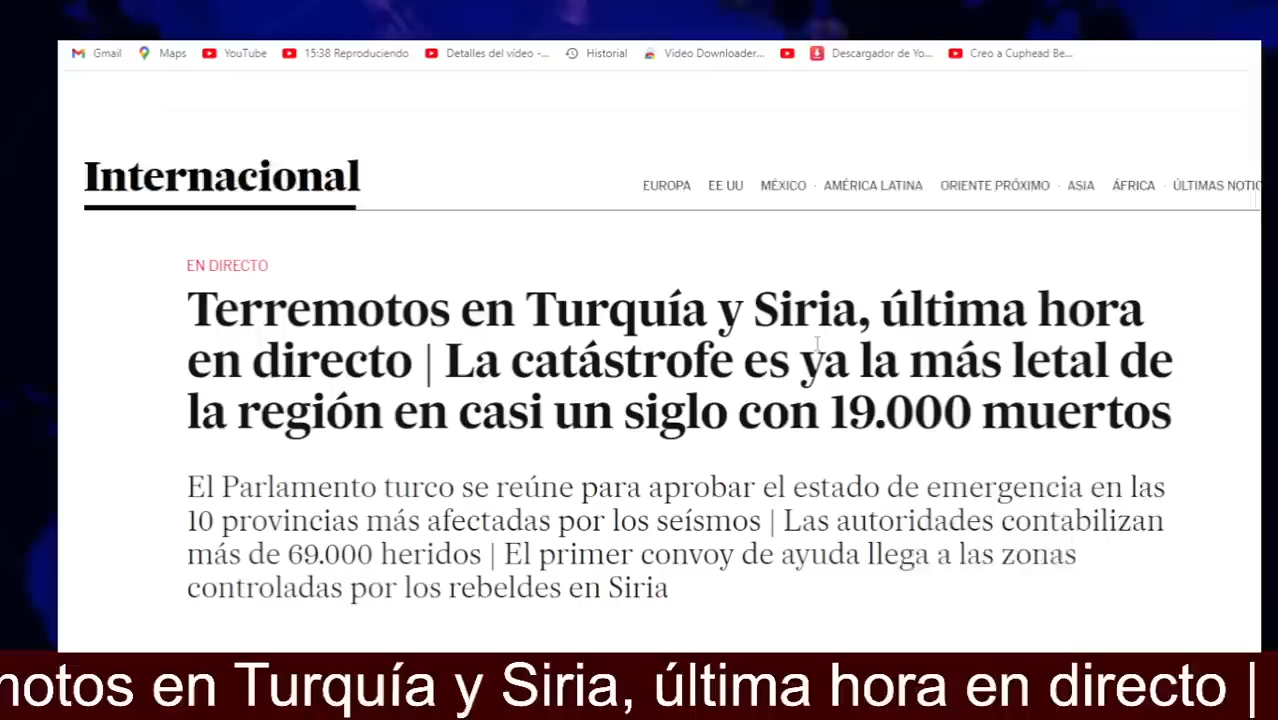 Gmail Maps YouTube 15:38 Reproduciendo Detalles del vídeo -... Historial Video Downloader... Descargador de Yo... Creo a Cuphead Be...
Internacional
EUROPA EE UU MÉXICO · AMÉRICA LATINA ORIENTE PRÓXIMO · ASIA ÁFRICA · ÚLTIMAS NOTIC
EN DIRECTO
Terremotos en Turquía y Siria, última hora
en directo | La catástrofe es ya la más letal de
la región en casi un siglo con 19.000 muertos
El Parlamento turco se reúne para aprobar el estado de emergencia en las
10 provincias más afectadas por los seísmos | Las autoridades contabilizan
más de 69.000 heridos | El primer convoy de ayuda llega a las zonas
controladas por los rebeldes en Siria
motos en Turquía y Siria, última hora en directo |